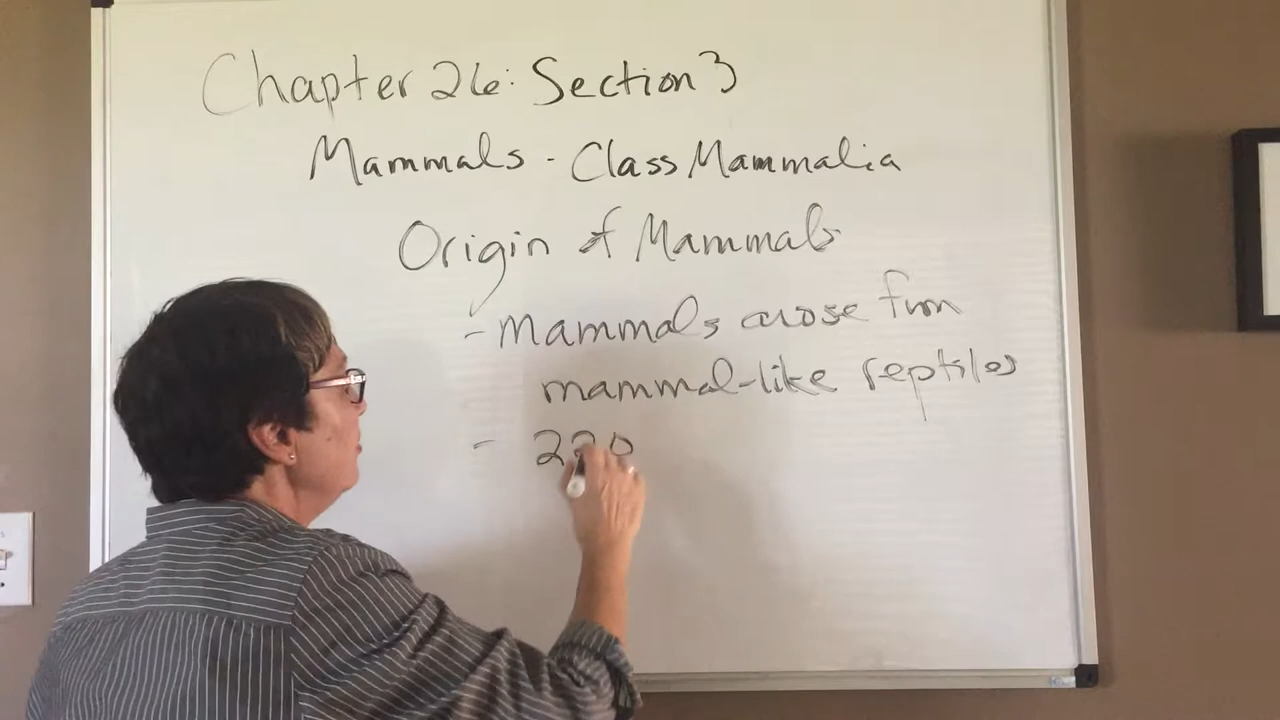 Chapter 26: Section 3
Mammals - Class Mammalia
Origin of Mammals
- Mammals arose from
mammal-like reptiles
- 220